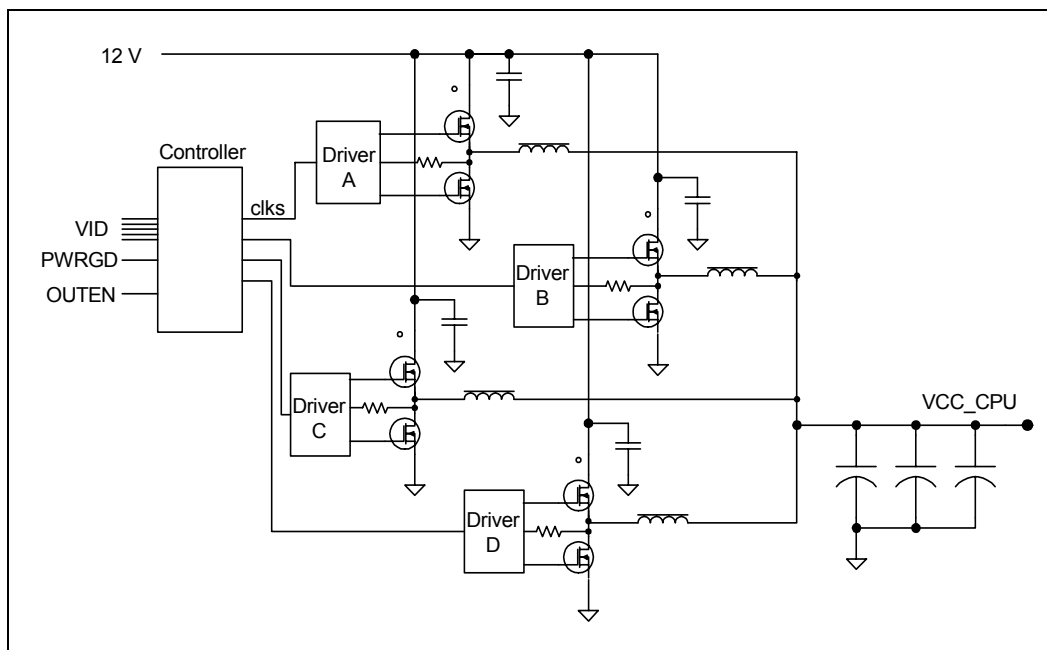 12 V
Controller
Driver
A
clks
VID
PWRGD
OUTEN
Driver
B
Driver
C
VCC_CPU
Driver
D